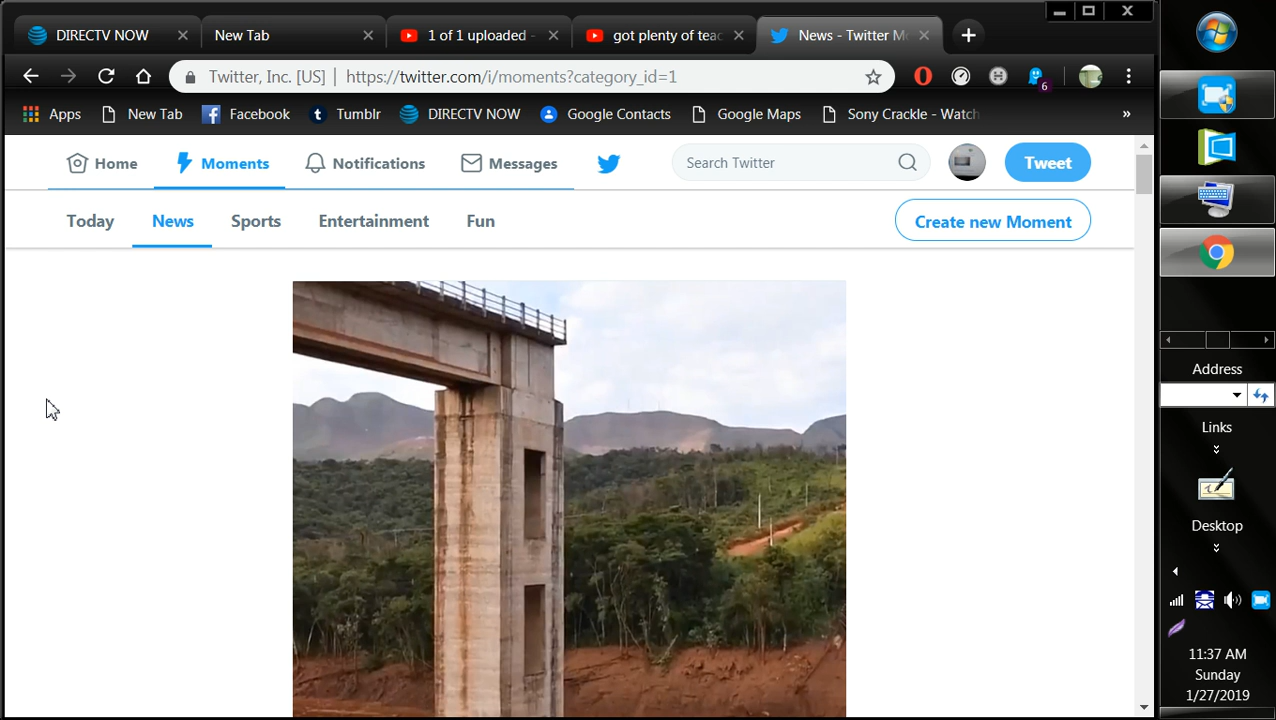 DIRECTV NOW
New Tab
1 of 1 uploaded -
got plenty of tea
News - Twitter M
Twitter, Inc. [US] | https://twitter.com/i/moments?category_id=1
6
Apps
New Tab
Facebook
Tumblr
DIRECTV NOW
Google Contacts
Google Maps
Sony Crackle - Watch
»
Home
Moments
Notifications
Messages
Search Twitter
Tweet
Today
News
Sports
Entertainment
Fun
Create new Moment
Address
Links
Desktop
11:37 AM
Sunday
1/27/2019